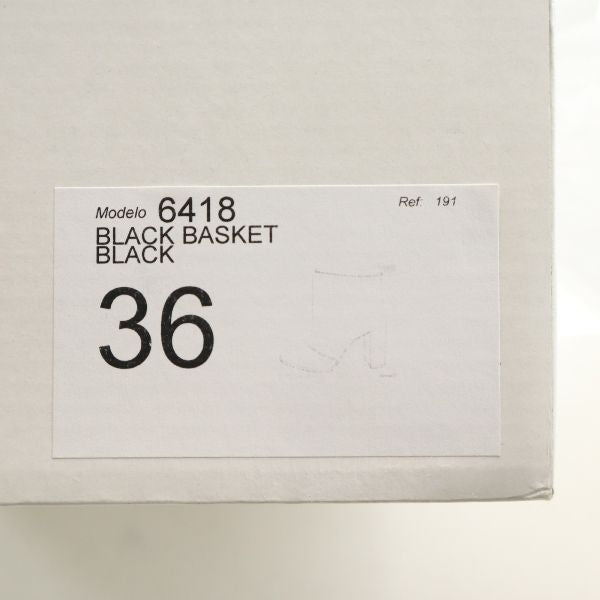 Modelo 6418 Ref: 191
BLACK BASKET
BLACK
36